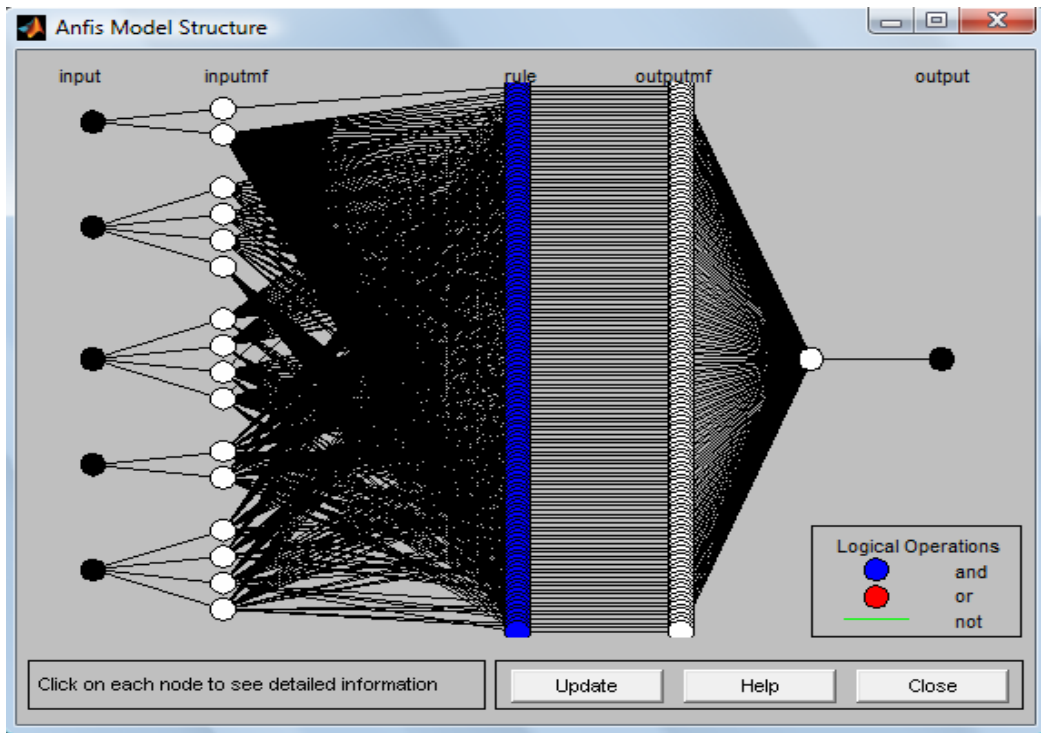 Anfis Model Structure
input inputmf rule outputmf output
Logical Operations
and
or
not
Click on each node to see detailed information
Update Help Close